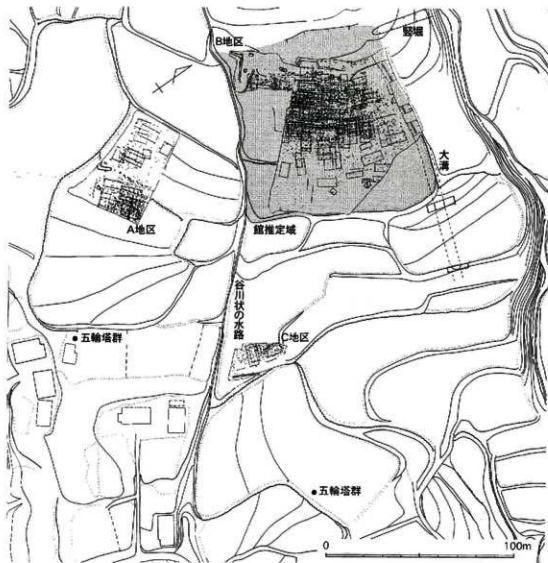 竪堀
B地区
大溝
A地区
館推定域
谷川状の水路
C地区
五輪塔群
五輪塔群
0 100m